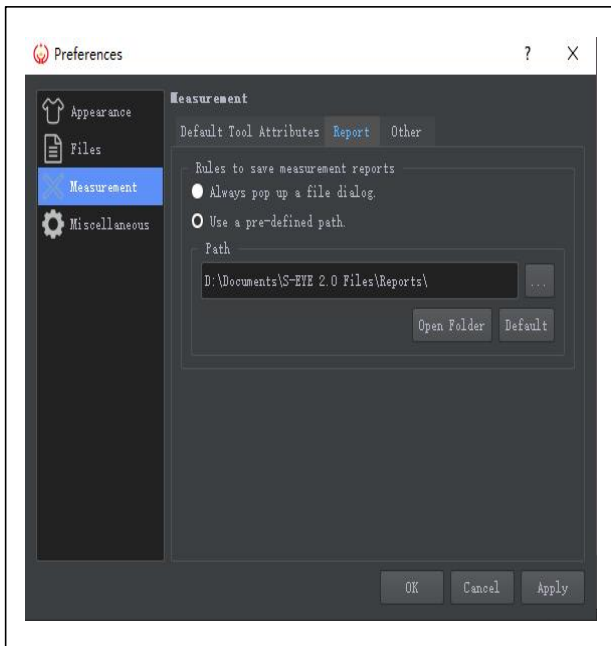 Preferences
?
X
Appearance
Files
Measurement
Miscellaneous
Measurement
Default Tool Attributes Report Other
Rules to save measurement reports
Always pop up a file dialog.
Use a pre-defined path.
Path
D:\Documents\S-EYE 2.0 Files\Reports\
...
Open Folder Default
OK Cancel Apply